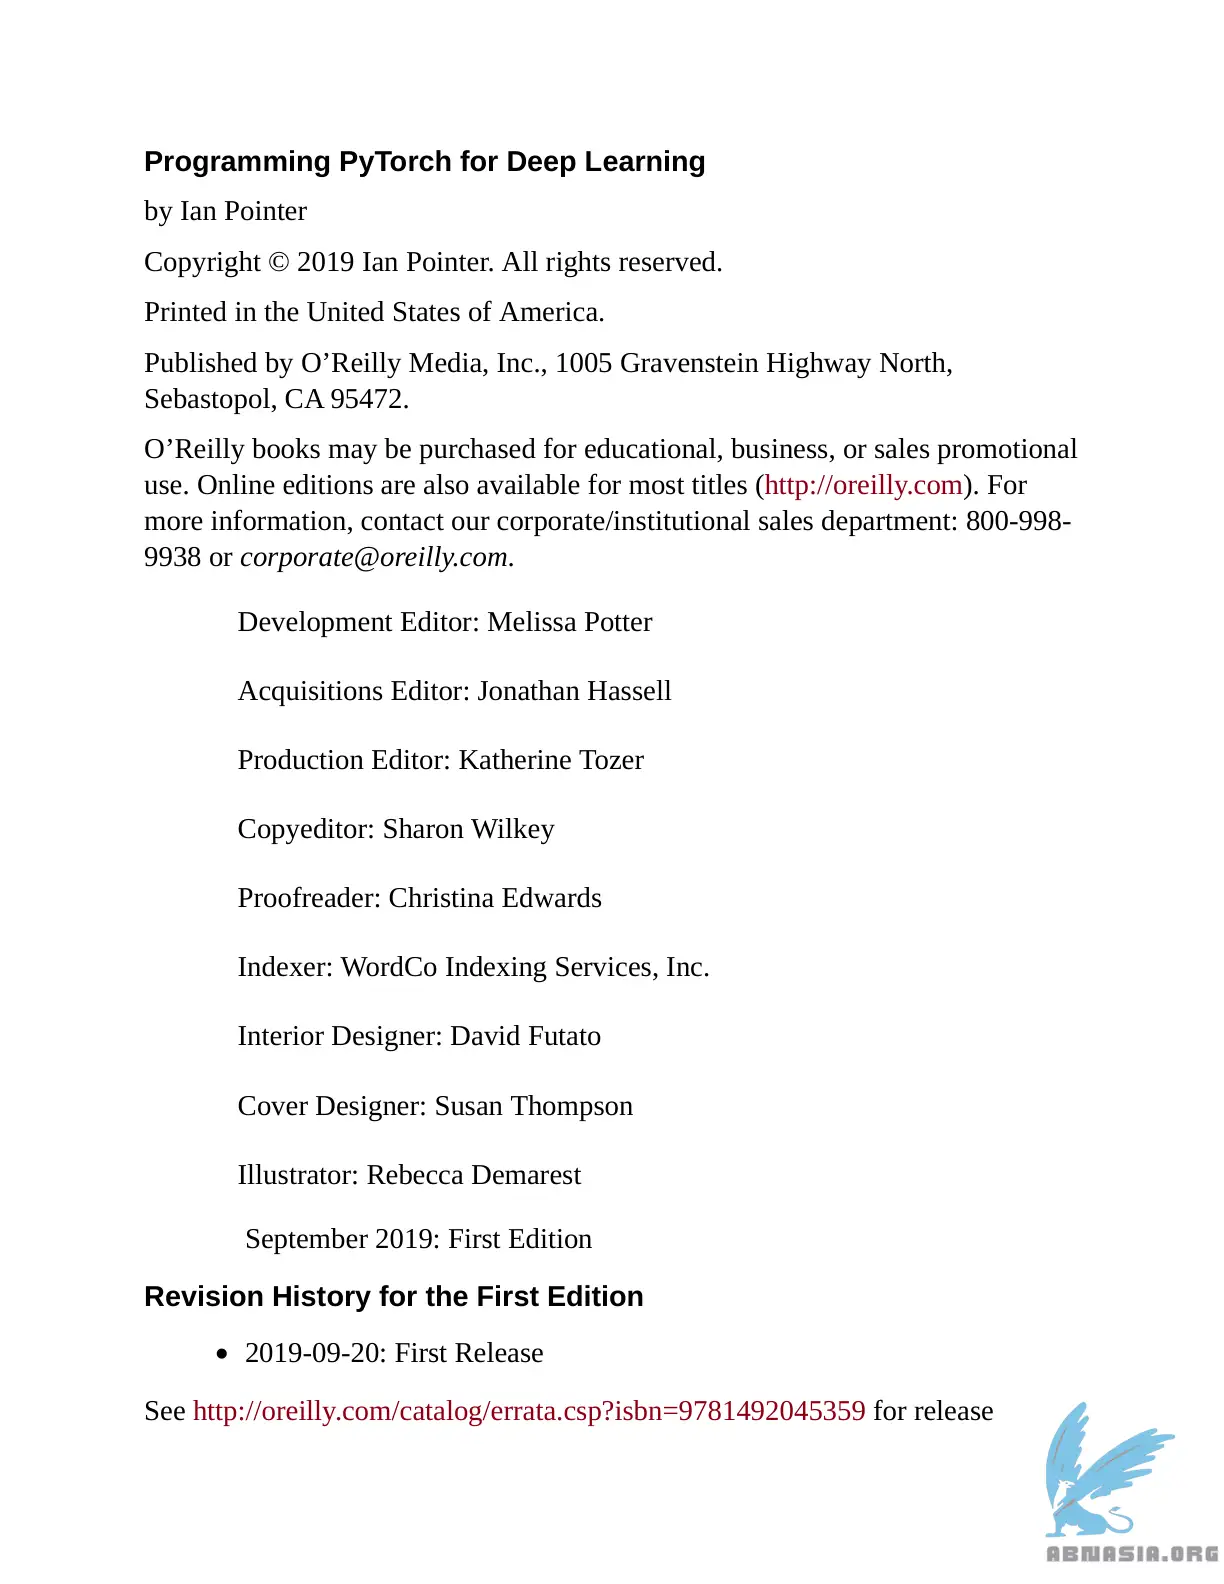 Programming PyTorch for Deep Learning
by Ian Pointer
Copyright © 2019 Ian Pointer. All rights reserved.
Printed in the United States of America.
Published by O’Reilly Media, Inc., 1005 Gravenstein Highway North,
Sebastopol, CA 95472.
O’Reilly books may be purchased for educational, business, or sales promotional
use. Online editions are also available for most titles (http://oreilly.com). For
more information, contact our corporate/institutional sales department: 800-998-
9938 or corporate@oreilly.com.
Development Editor: Melissa Potter
Acquisitions Editor: Jonathan Hassell
Production Editor: Katherine Tozer
Copyeditor: Sharon Wilkey
Proofreader: Christina Edwards
Indexer: WordCo Indexing Services, Inc.
Interior Designer: David Futato
Cover Designer: Susan Thompson
Illustrator: Rebecca Demarest
September 2019: First Edition
Revision History for the First Edition
• 2019-09-20: First Release
See http://oreilly.com/catalog/errata.csp?isbn=9781492045359 for release
ABNASIA.ORG